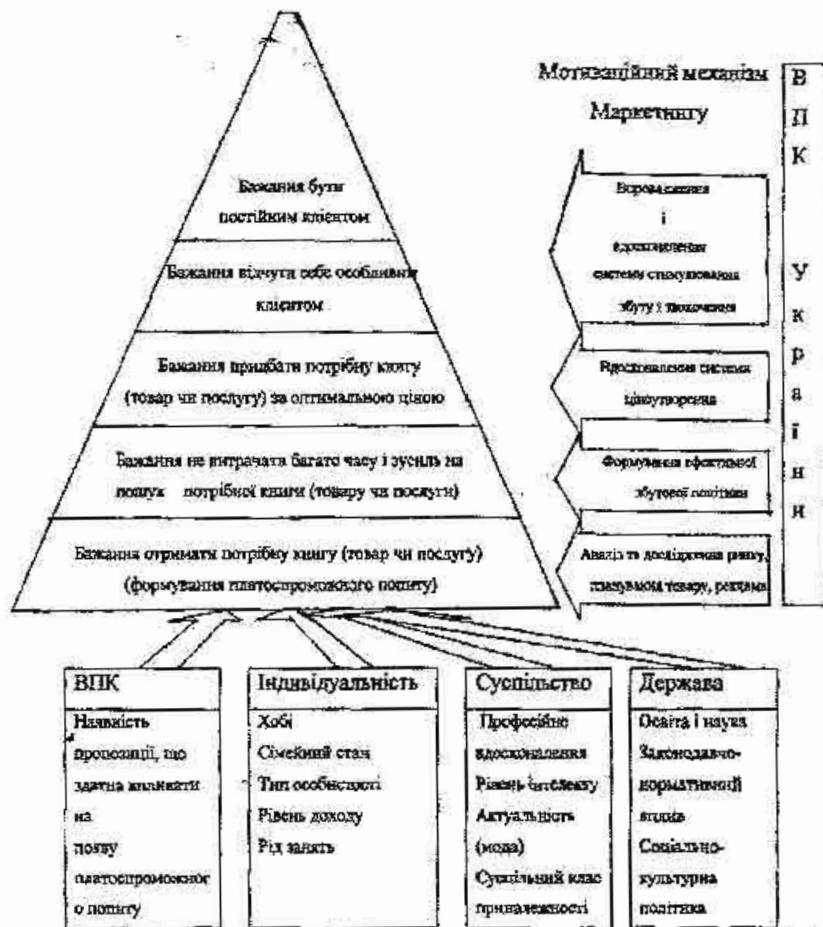 Мотиваційний механізм
Маркетингу
В
П
К
У
к
р
а
ї
н
и
Бажання бути
постійним клієнтом
Бажання відчути себе особливим
клієнтом
Бажання придбати потрібну книгу
(товар чи послугу) за оптимальною ціною
Бажання не витрачати багато часу і зусиль на
пошук потрібної книги (товару чи послуги)
Бажання отримати потрібну книгу (товар чи послугу)
(формування платоспроможного попиту)
Впровадження
і
вдосконалення
системи стимулювання
збуту і
Вдосконалення системи
ціноутворення
Формування ефективної
збутової політики
Аналіз та дослідження ринку,
товару, реклама
ВПК
Наявність
пропозиції, що
здатна впливати
на
появу
платоспроможног
о попиту
Індивідуальність
Хобі
Сімейний стан
Тип особистості
Рівень доходу
Рід занять
Суспільство
Професійне
вдосконалення
Рівень інтелекту
Актуальність
(мода)
Суспільний клас
приналежності
Держава
Освіта і наука
Законодавчо-
нормативний
вплив
Соціально-
культурна
політика